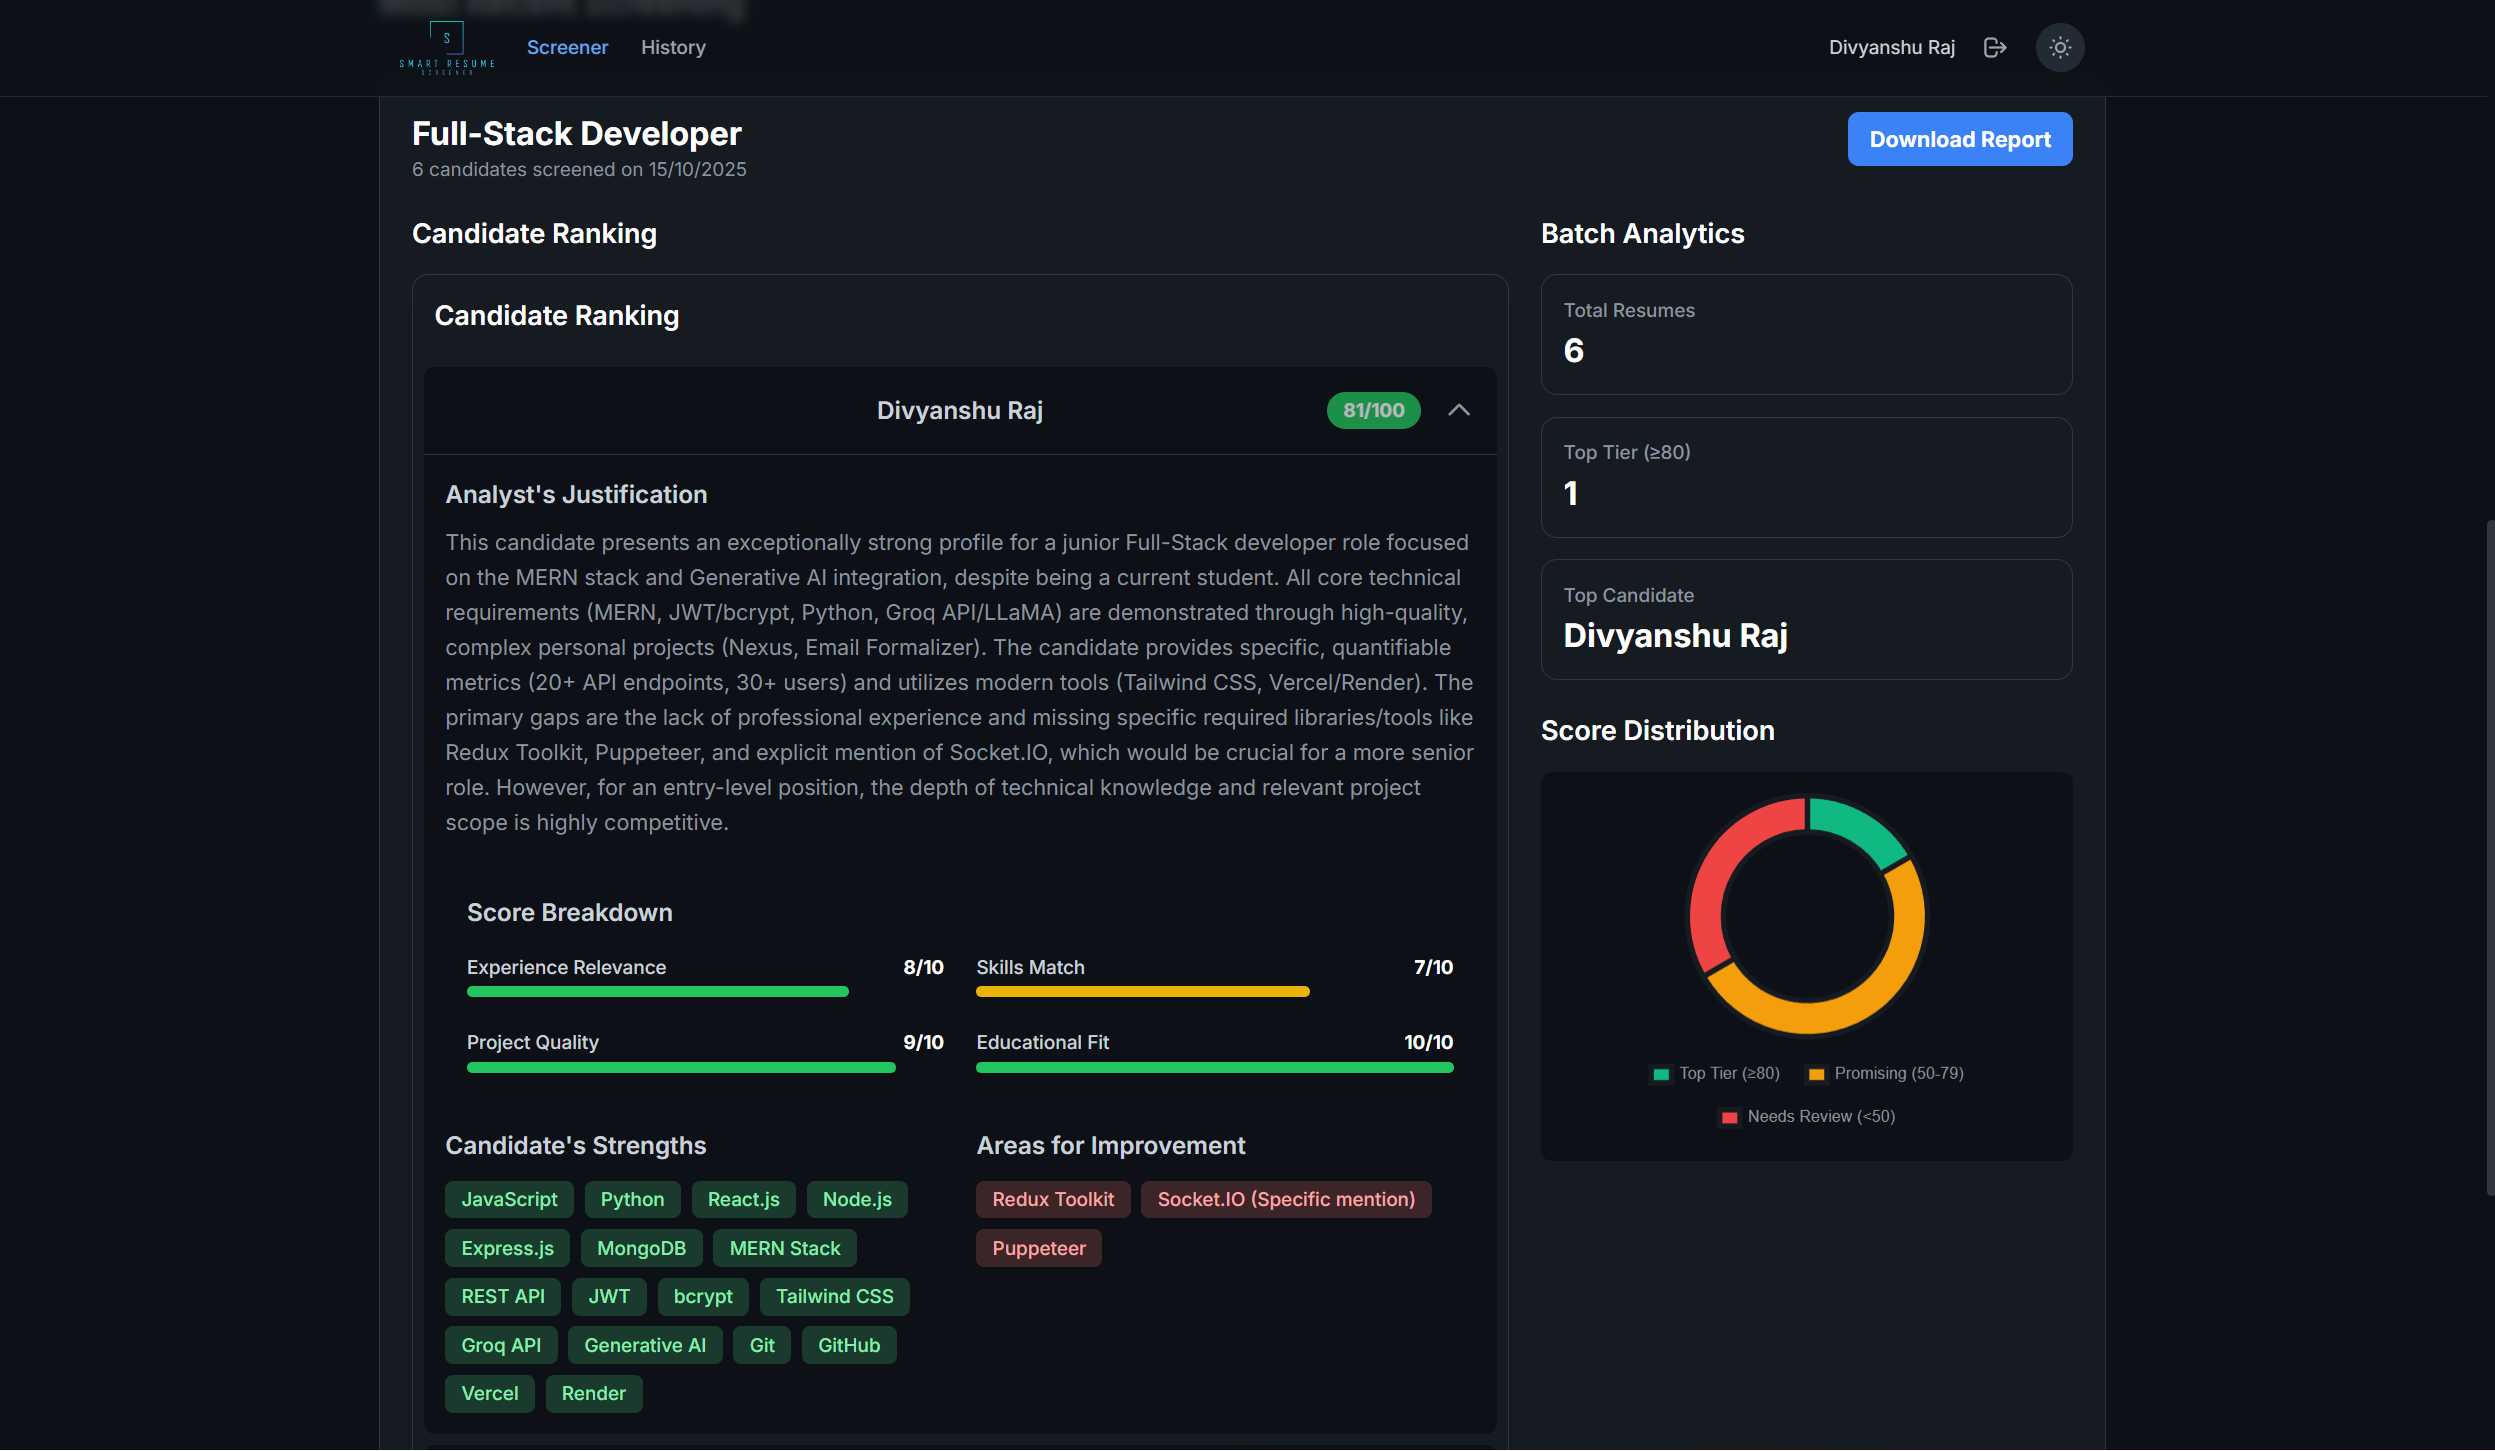 Most Recent Screening
S
SMART RESUME
SCREENER
Screener
History
Divyanshu Raj
Full-Stack Developer
6 candidates screened on 15/10/2025
Download Report
Candidate Ranking
Candidate Ranking
Divyanshu Raj
81/100
Analyst's Justification
This candidate presents an exceptionally strong profile for a junior Full-Stack developer role focused
on the MERN stack and Generative AI integration, despite being a current student. All core technical
requirements (MERN, JWT/bcrypt, Python, Groq API/LLaMA) are demonstrated through high-quality,
complex personal projects (Nexus, Email Formalizer). The candidate provides specific, quantifiable
metrics (20+ API endpoints, 30+ users) and utilizes modern tools (Tailwind CSS, Vercel/Render). The
primary gaps are the lack of professional experience and missing specific required libraries/tools like
Redux Toolkit, Puppeteer, and explicit mention of Socket.IO, which would be crucial for a more senior
role. However, for an entry-level position, the depth of technical knowledge and relevant project
scope is highly competitive.
Score Breakdown
Experience Relevance 8/10
Skills Match 7/10
Project Quality 9/10
Educational Fit 10/10
Candidate's Strengths
JavaScript Python React.js Node.js
Express.js MongoDB MERN Stack
REST API JWT bcrypt Tailwind CSS
Groq API Generative AI Git GitHub
Vercel Render
Areas for Improvement
Redux Toolkit Socket.IO (Specific mention)
Puppeteer
Batch Analytics
Total Resumes
6
Top Tier (≥80)
1
Top Candidate
Divyanshu Raj
Score Distribution
Top Tier (≥80) Promising (50-79)
Needs Review (<50)